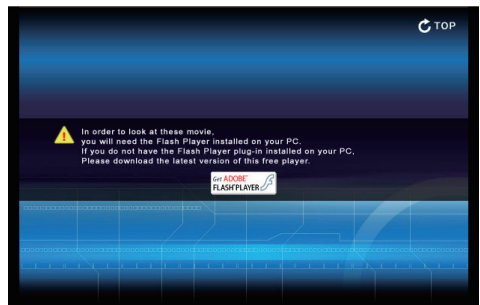 TOP
In order to look at these movie,
you will need the Flash Player installed on your PC.
If you do not have the Flash Player plug-in installed on your PC,
Please download the latest version of this free player.
Get ADOBE®
FLASH® PLAYER